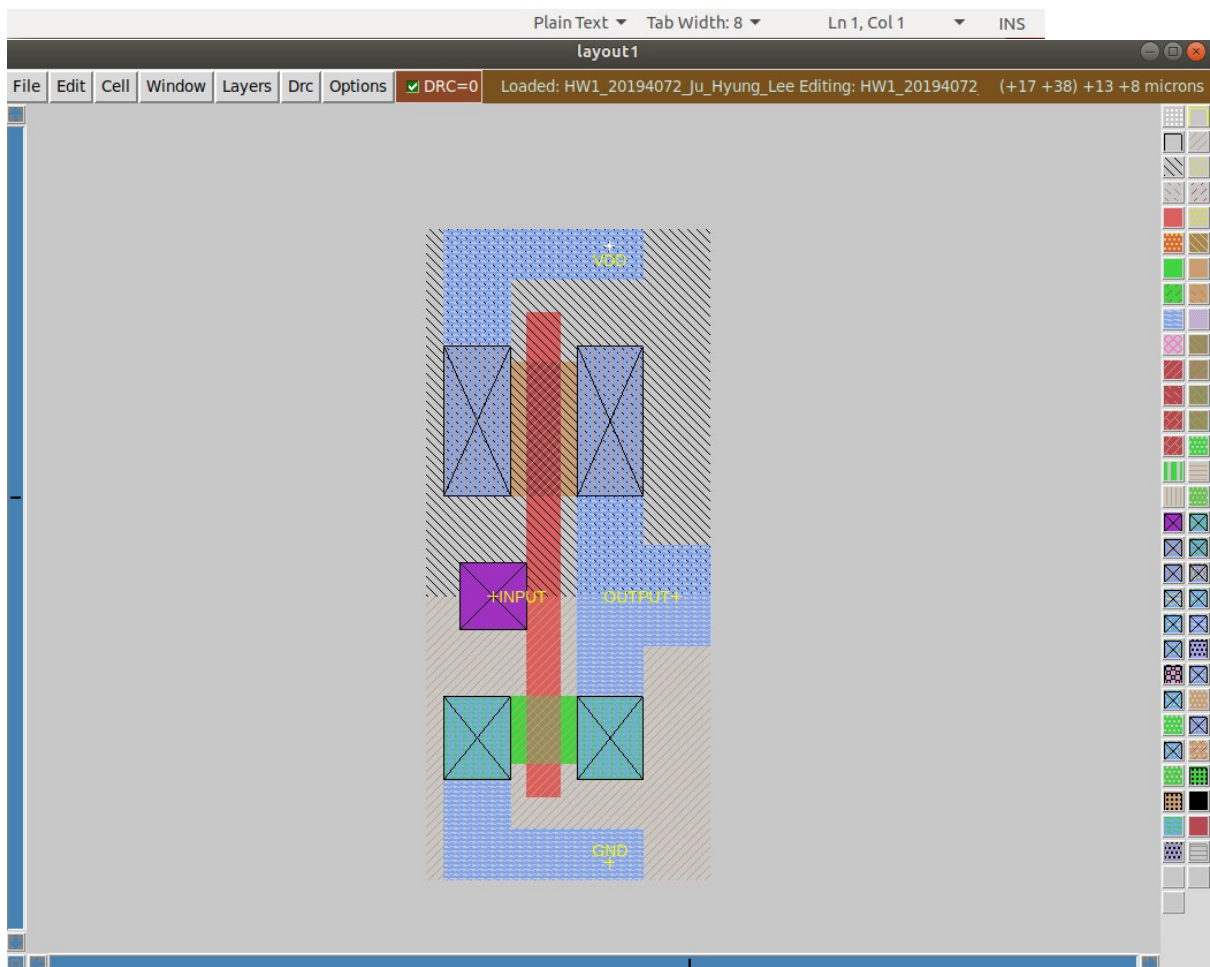 Plain Text Tab Width: 8 Ln 1, Col 1 INS
layout1
File Edit Cell Window Layers Drc Options DRC=0 Loaded: HW1_20194072_Ju_Hyung_Lee Editing: HW1_20194072_ (+17 +38) +13 +8 microns
VDD
INPUT OUTPUT
GND